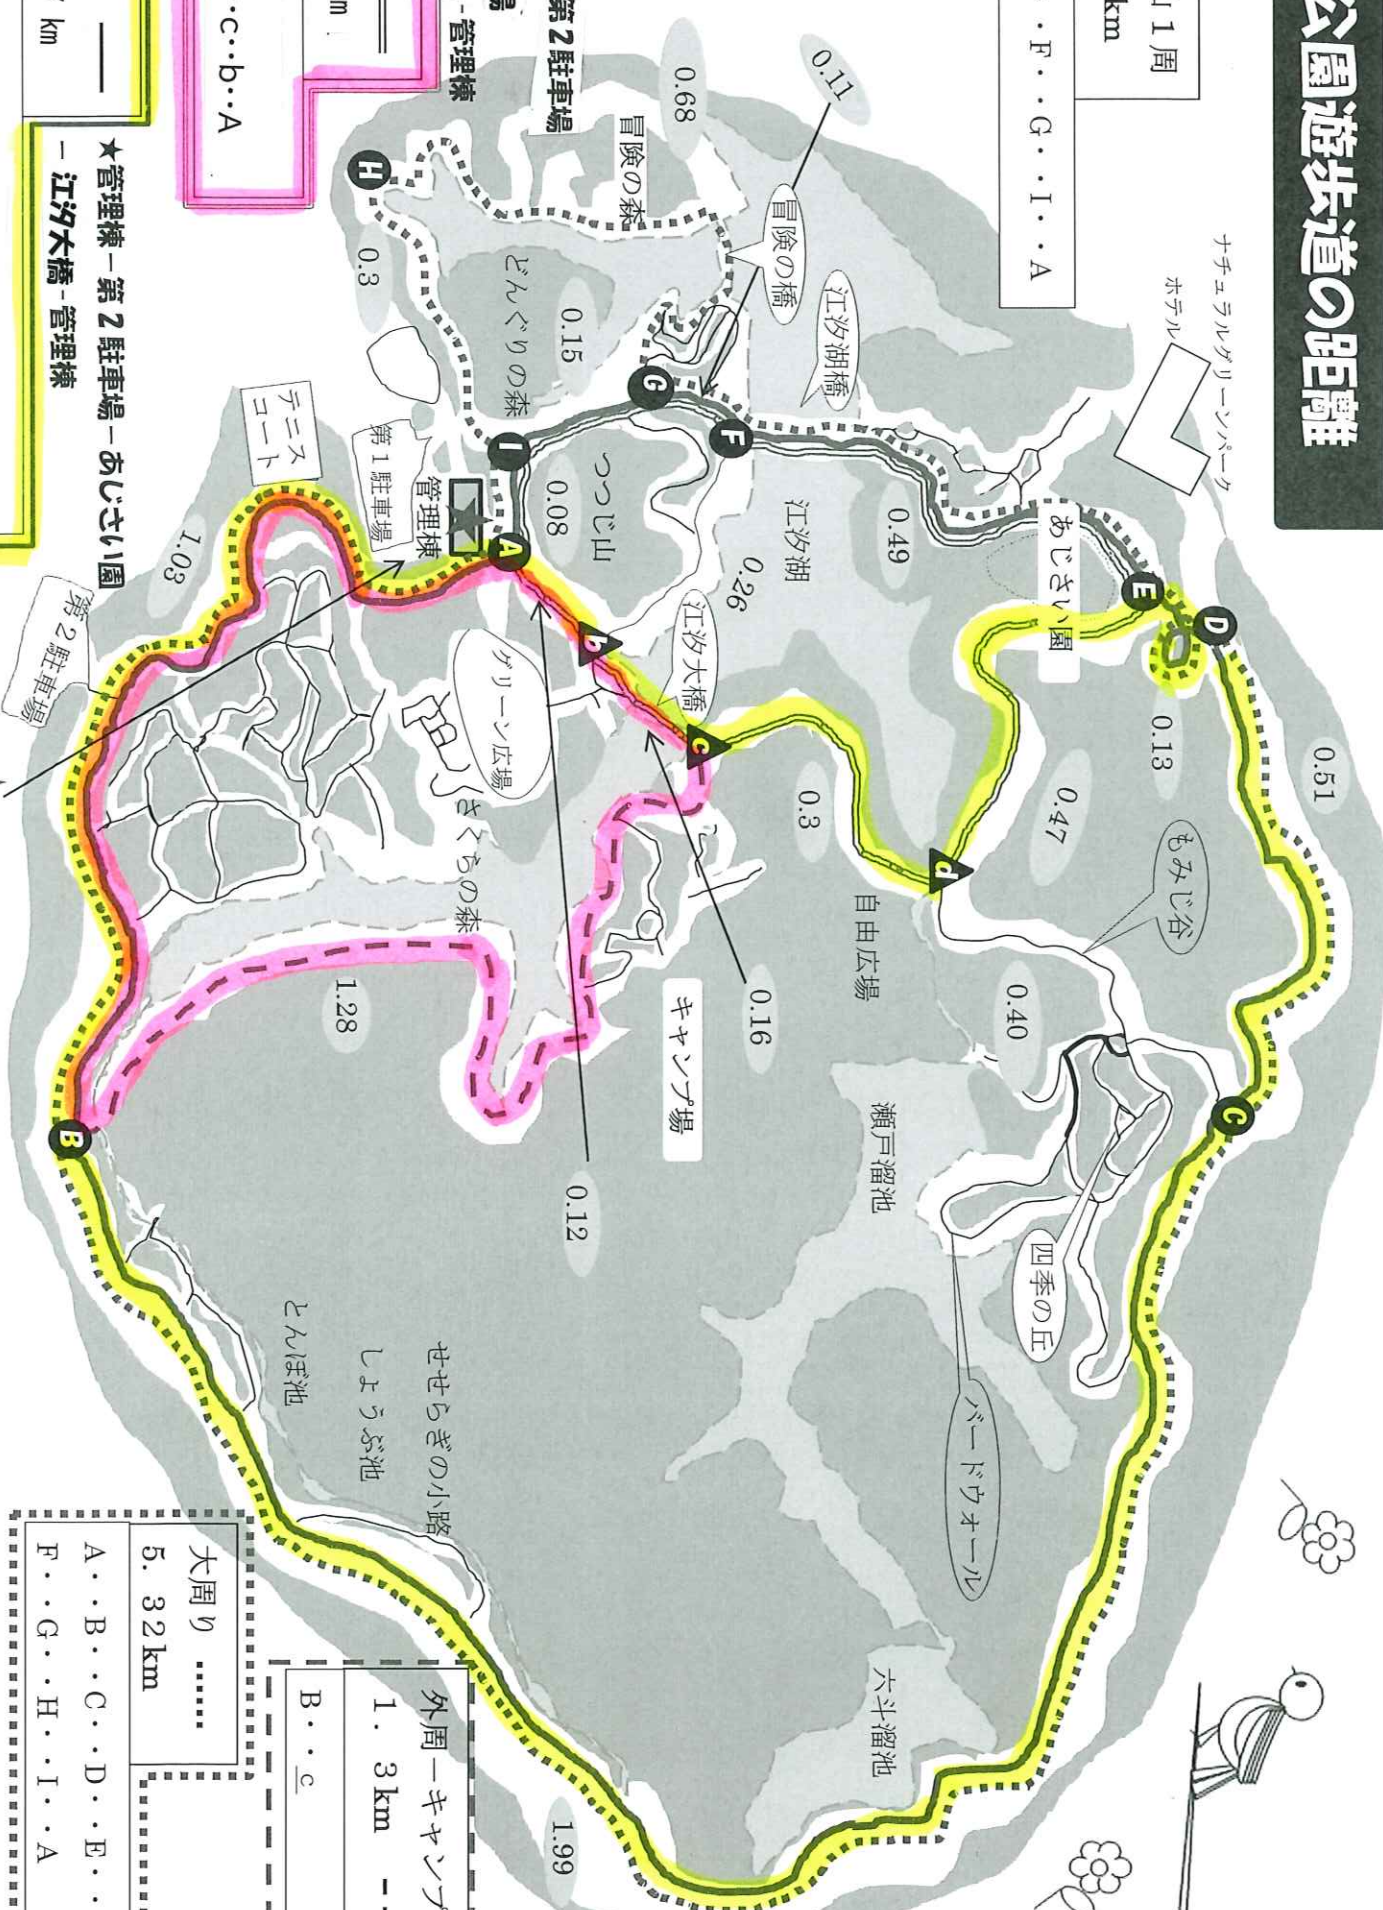 公園遊歩道の距離
1周
km
・F・・G・・I・・A
ナチュラルグリーンパーク
ホテル
第2駐車場
-管理棟
m
・c・・b・・A
km
★管理棟－第2駐車場－あじさい園
－江汐大橋－管理棟
0.11
0.68
冒険の森
冒険の橋
江汐湖橋
H
0.3
どんぐりの森
0.15
G
F
I
つつじ山
0.08
江汐湖
0.49
0.26
あじさい園
E
D
0.13
0.51
テニス
コート
第1駐車場
管理棟
★
A
b
江汐大橋
c
グリーン広場
0.3
0.47
d
もみじ谷
1.03
第2駐車場
さくらの森
自由広場
0.40
0.16
キャンプ場
1.28
0.12
瀬戸溜池
C
B
四季の丘
バードウォール
とんぼ池
しょうぶ池
せせらぎの小路
六斗溜池
1.99
大周り
5. 32km
A・・B・・C・・D・・E・・
F・・G・・H・・I・・A
外周－キャンプ
1. 3km
B・・c